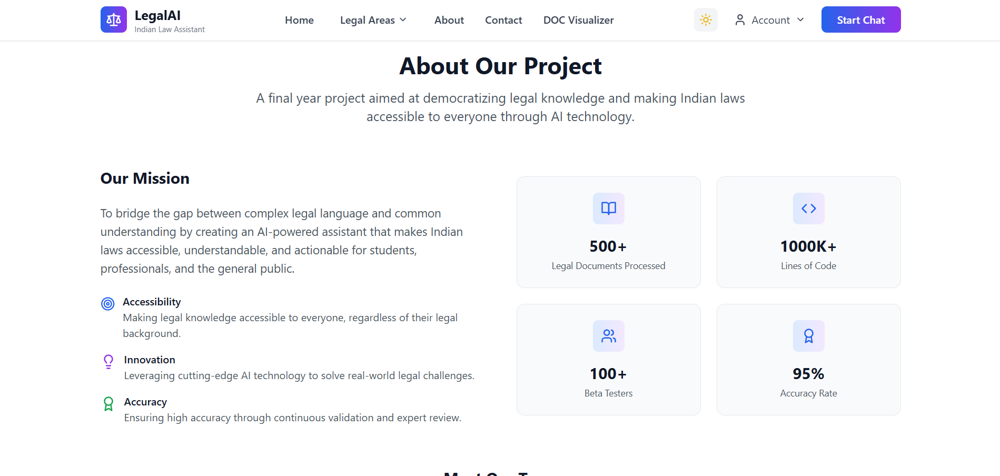 LegalAI
Indian Law Assistant
Home
Legal Areas
About
Contact
DOC Visualizer
Account
Start Chat
About Our Project
A final year project aimed at democratizing legal knowledge and making Indian laws
accessible to everyone through AI technology.
Our Mission
To bridge the gap between complex legal language and common
understanding by creating an AI-powered assistant that makes Indian
laws accessible, understandable, and actionable for students,
professionals, and the general public.
Accessibility
Making legal knowledge accessible to everyone, regardless of their legal
background.
Innovation
Leveraging cutting-edge AI technology to solve real-world legal challenges.
Accuracy
Ensuring high accuracy through continuous validation and expert review.
500+
Legal Documents Processed
1000K+
Lines of Code
100+
Beta Testers
95%
Accuracy Rate